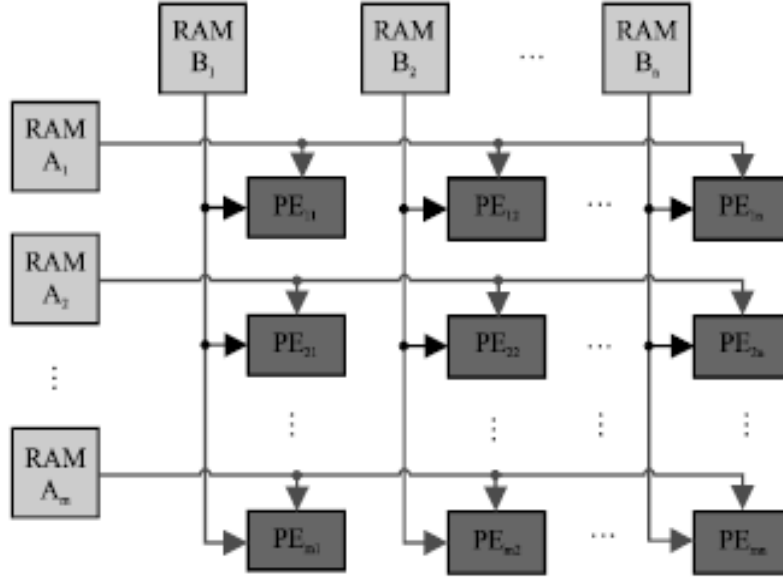 RAM
B₁
RAM
B₂
...
RAM
Bₙ
RAM
A₁
PE₁₁
PE₁₂
...
PE₁ₙ
RAM
A₂
PE₂₁
PE₂₂
...
PE₂ₙ
RAM
Aₘ
PEₘ₁
PEₘ₂
...
PEₘₙ